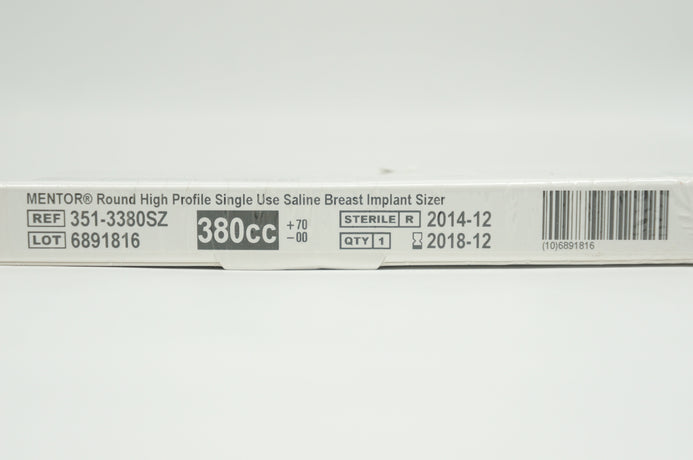 MENTOR® Round High Profile Single Use Saline Breast Implant Sizer
REF 351-3380SZ
LOT 6891816
380cc
+70
-00
STERILE R 2014-12
QTY 1 2018-12
(10)6891816